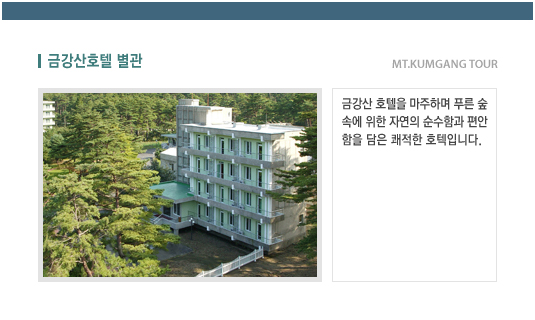 금강산호텔 별관
MT.KUMGANG TOUR
금강산 호텔을 마주하며 푸른 숲
속에 위한 자연의 순수함과 편안
함을 담은 쾌적한 호텍입니다.